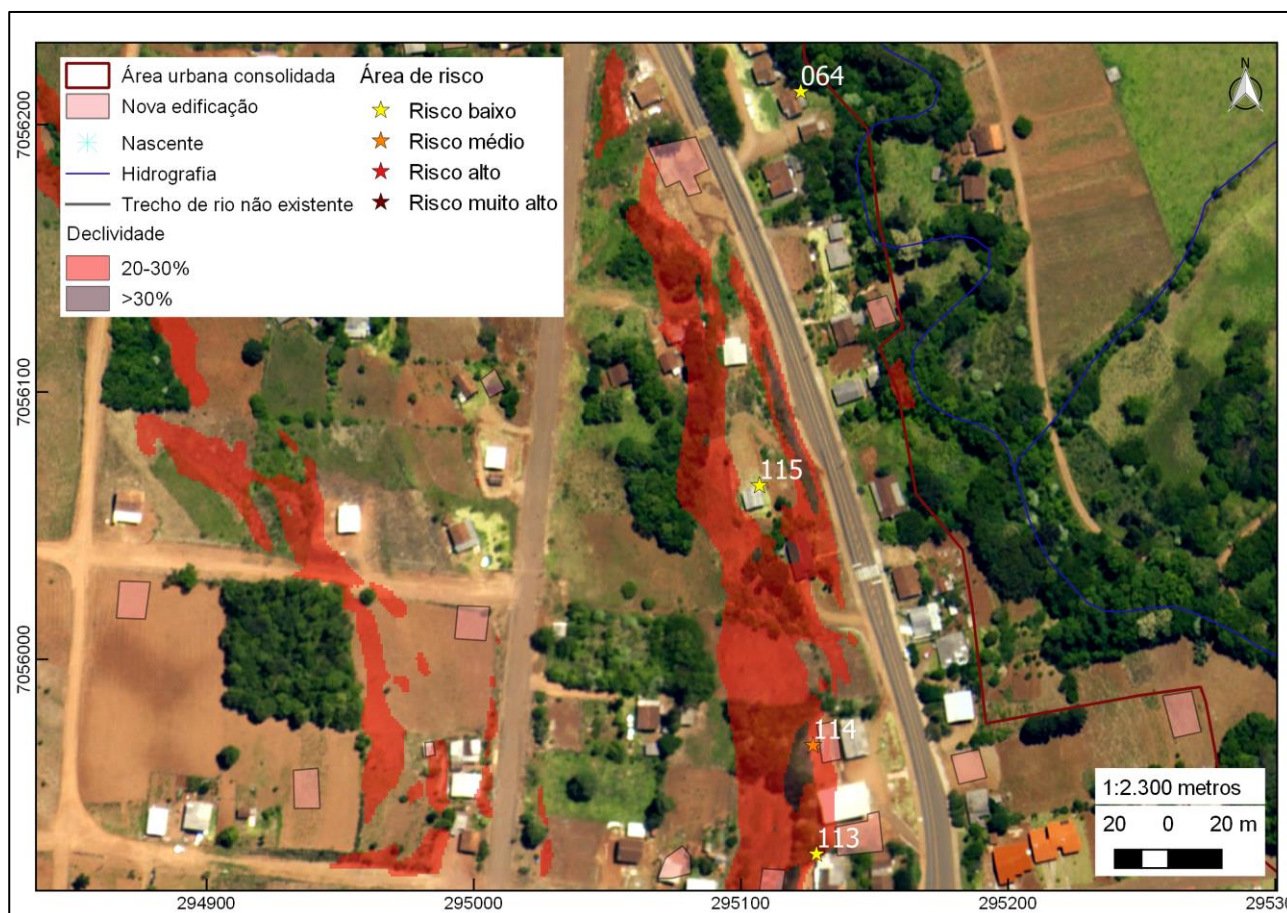 Área urbana consolidada
Nova edificação
Nascente
Hidrografia
Trecho de rio não existente
Declividade
20-30%
>30%
Área de risco
Risco baixo
Risco médio
Risco alto
Risco muito alto
N
064
115
114
113
7056200
7056100
7056000
1:2.300 metros
20 0 20 m
294900 295000 295100 295200